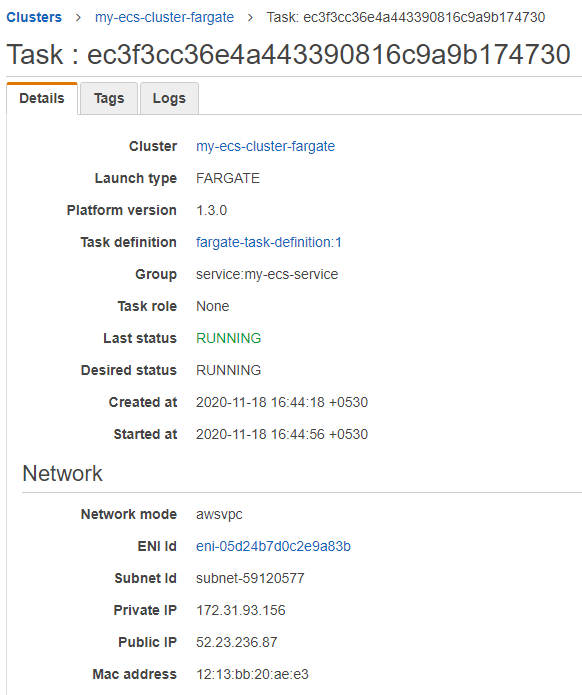 Clusters > my-ecs-cluster-fargate > Task: ec3f3cc36e4a443390816c9a9b174730
Task : ec3f3cc36e4a443390816c9a9b174730
Details Tags Logs
Cluster my-ecs-cluster-fargate
Launch type FARGATE
Platform version 1.3.0
Task definition fargate-task-definition:1
Group service:my-ecs-service
Task role None
Last status RUNNING
Desired status RUNNING
Created at 2020-11-18 16:44:18 +0530
Started at 2020-11-18 16:44:56 +0530
Network
Network mode awsvpc
ENI Id eni-05d24b7d0c2e9a83b
Subnet Id subnet-59120577
Private IP 172.31.93.156
Public IP 52.23.236.87
Mac address 12:13:bb:20:ae:e3